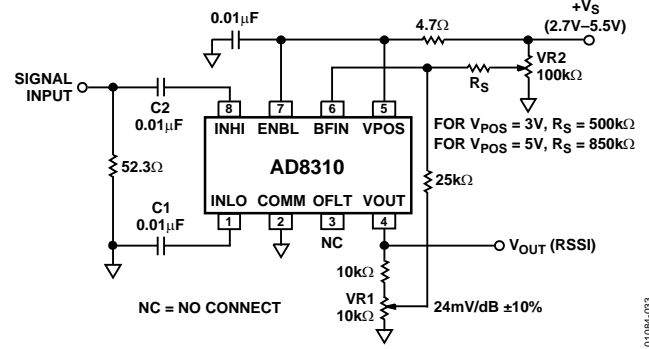 0.01μF
4.7Ω
+VS
(2.7V–5.5V)
SIGNAL
INPUT
C2
0.01μF
RS
VR2
100kΩ
8
7
6
5
INHI ENBL BFIN VPOS
FOR VPOS = 3V, RS = 500kΩ
FOR VPOS = 5V, RS = 850kΩ
52.3Ω
AD8310
25kΩ
C1
0.01μF
INLO COMM OFLT VOUT
1
2
3
4
NC
VOUT (RSSI)
10kΩ
VR1
10kΩ
24mV/dB ±10%
NC = NO CONNECT
01084-033